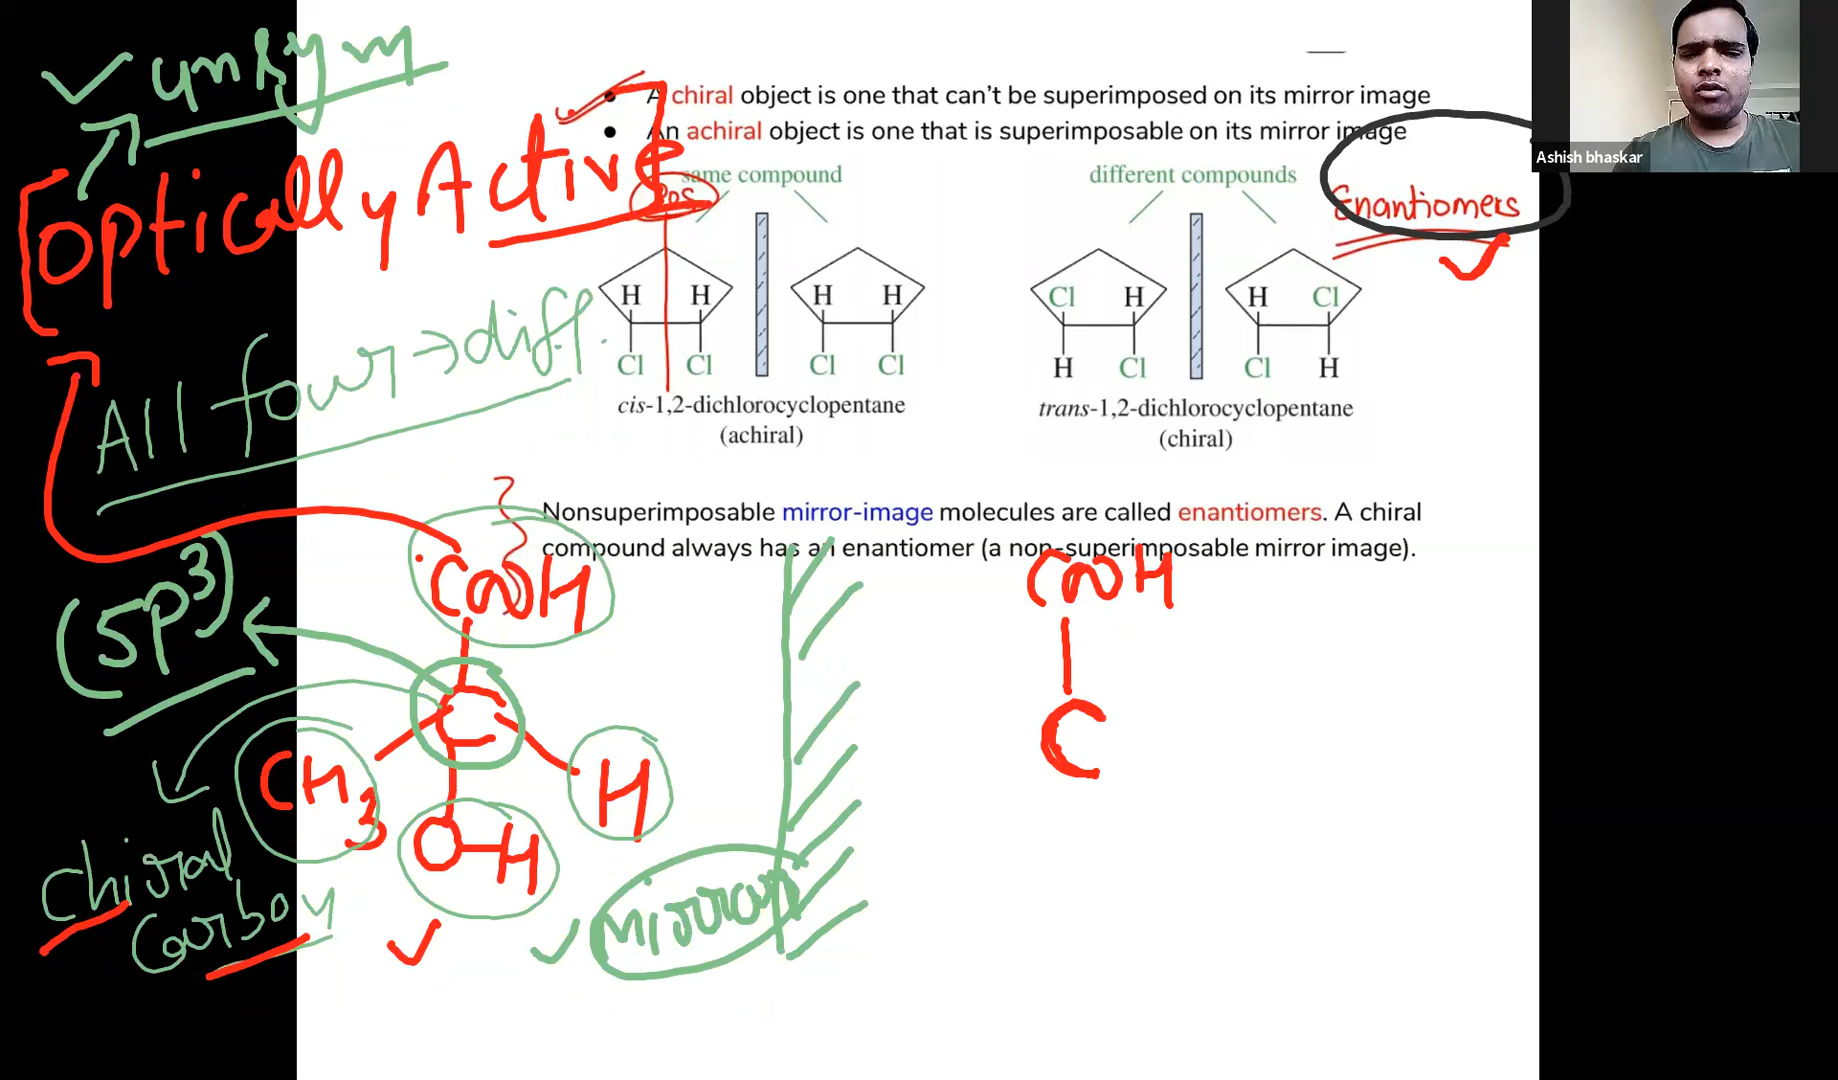 unsym
A chiral object is one that can't be superimposed on its mirror image
An achiral object is one that is superimposable on its mirror image
Ashish bhaskar
Optically Active
same compound
different compounds
Pos
Enantiomers
H H H H
Cl H H Cl
Cl Cl Cl Cl
H Cl Cl H
All four → diff.
cis-1,2-dichlorocyclopentane
(achiral)
trans-1,2-dichlorocyclopentane
(chiral)
Nonsuperimposable mirror-image molecules are called enantiomers. A chiral
compound always has an enantiomer (a non-superimposable mirror image).
(SP3)
COOH
COOH
C
C
CH3
H
O-H
Chiral
Carbon
mirror